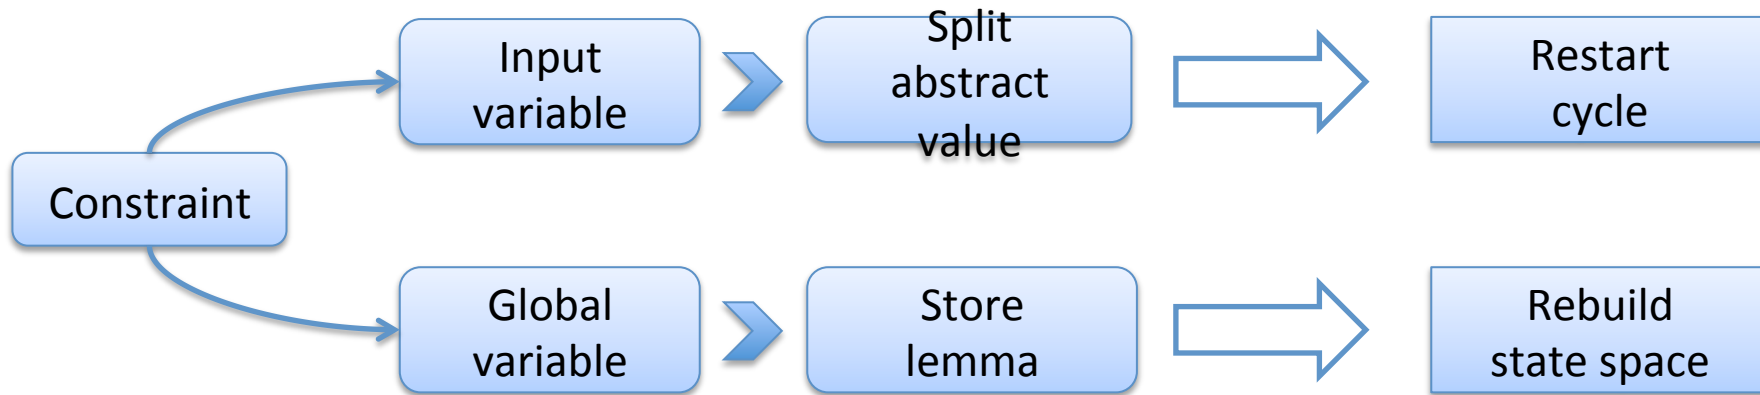 Input
variable
Split
abstract
value
Restart
cycle
Constraint
Global
variable
Store
lemma
Rebuild
state space